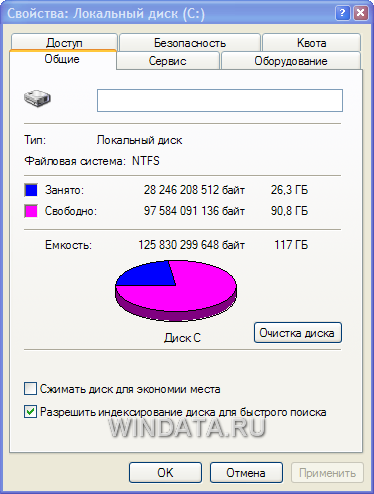 Свойства: Локальный диск (C:)
Доступ Безопасность Квота
Общие Сервис Оборудование
Тип: Локальный диск
Файловая система: NTFS
Занято: 28 246 208 512 байт 26,3 ГБ
Свободно: 97 584 091 136 байт 90,8 ГБ
Емкость: 125 830 299 648 байт 117 ГБ
Диск C
Очистка диска
Сжимать диск для экономии места
Разрешить индексирование диска для быстрого поиска
WINDATA.RU
OK Отмена Применить